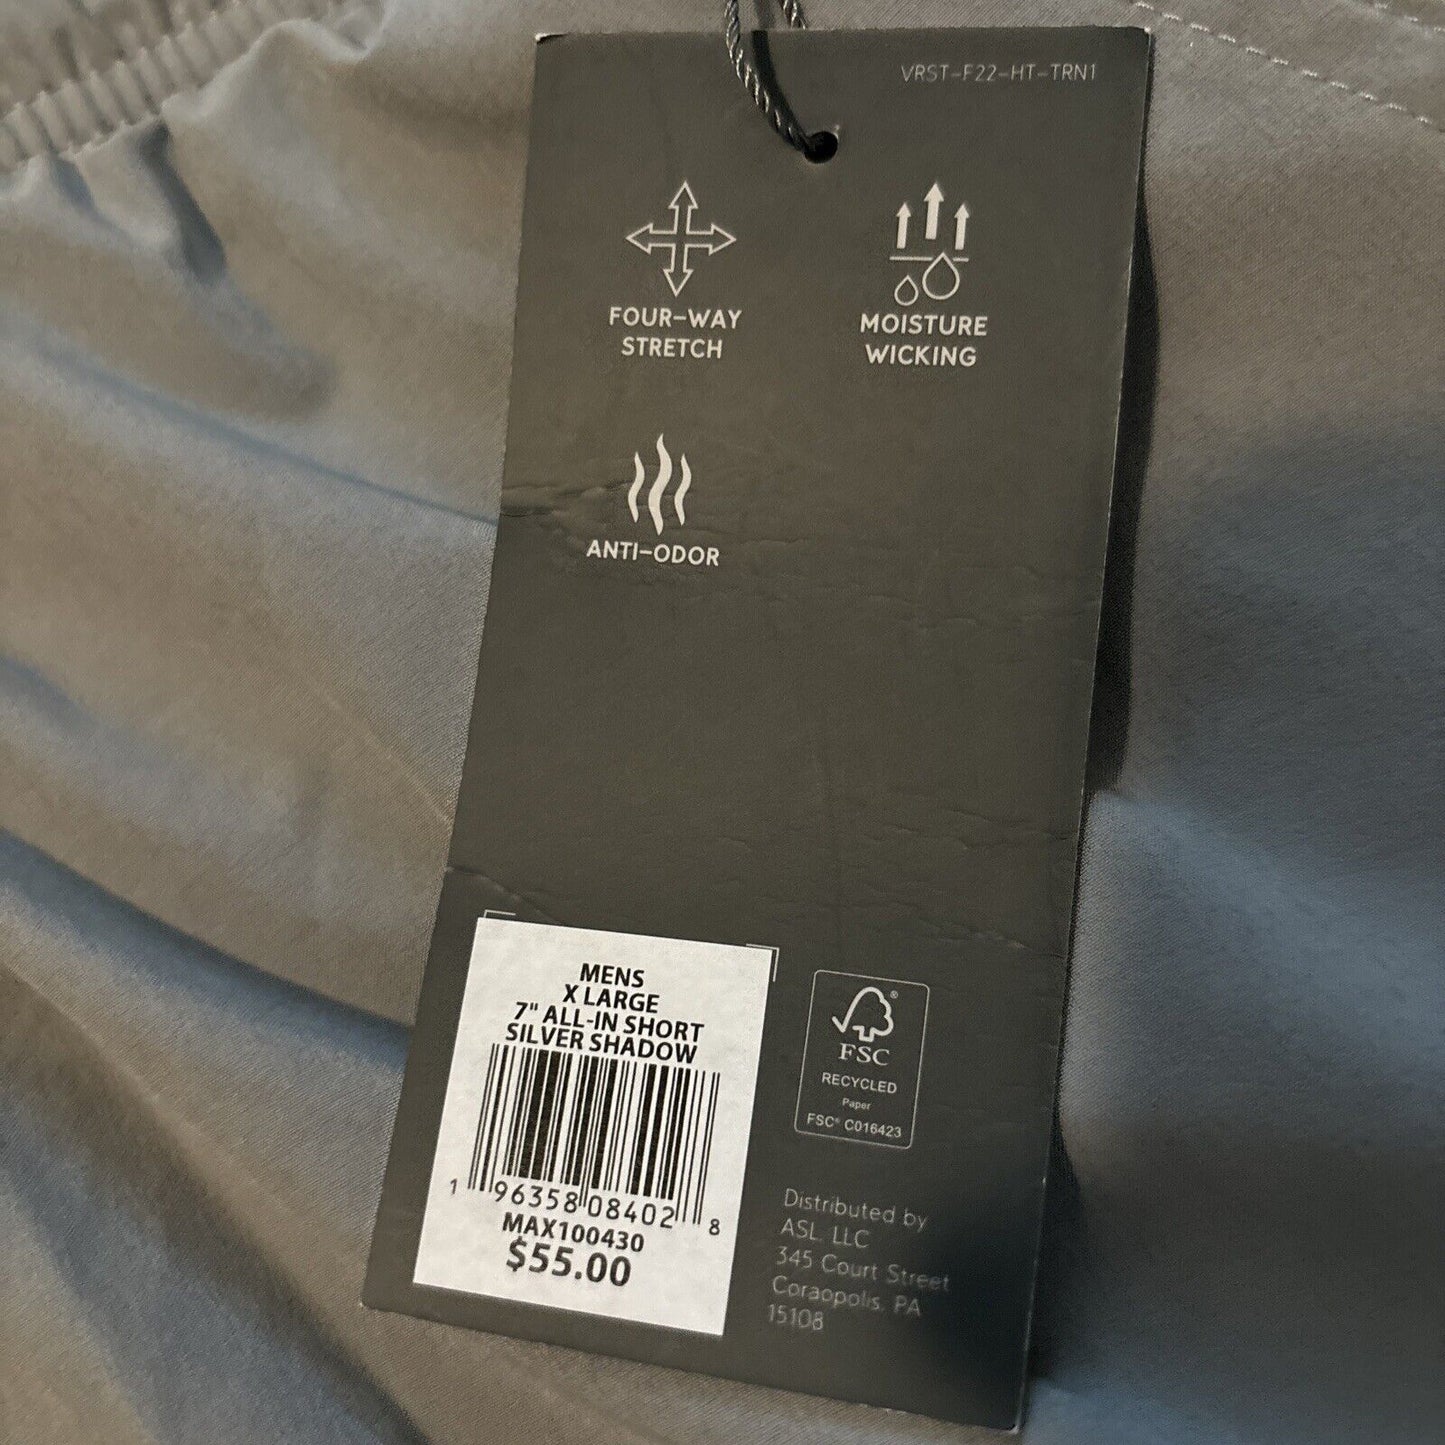 VRST-F22-HT-TRN1
FOUR-WAY
STRETCH
MOISTURE
WICKING
ANTI-ODOR
MENS
X LARGE
7" ALL-IN SHORT
SILVER SHADOW
1 96358 08402 8
MAX100430
$55.00
®
FSC
RECYCLED
Paper
FSC® C016423
Distributed by
ASL, LLC
345 Court Street
Coraopolis, PA
15108